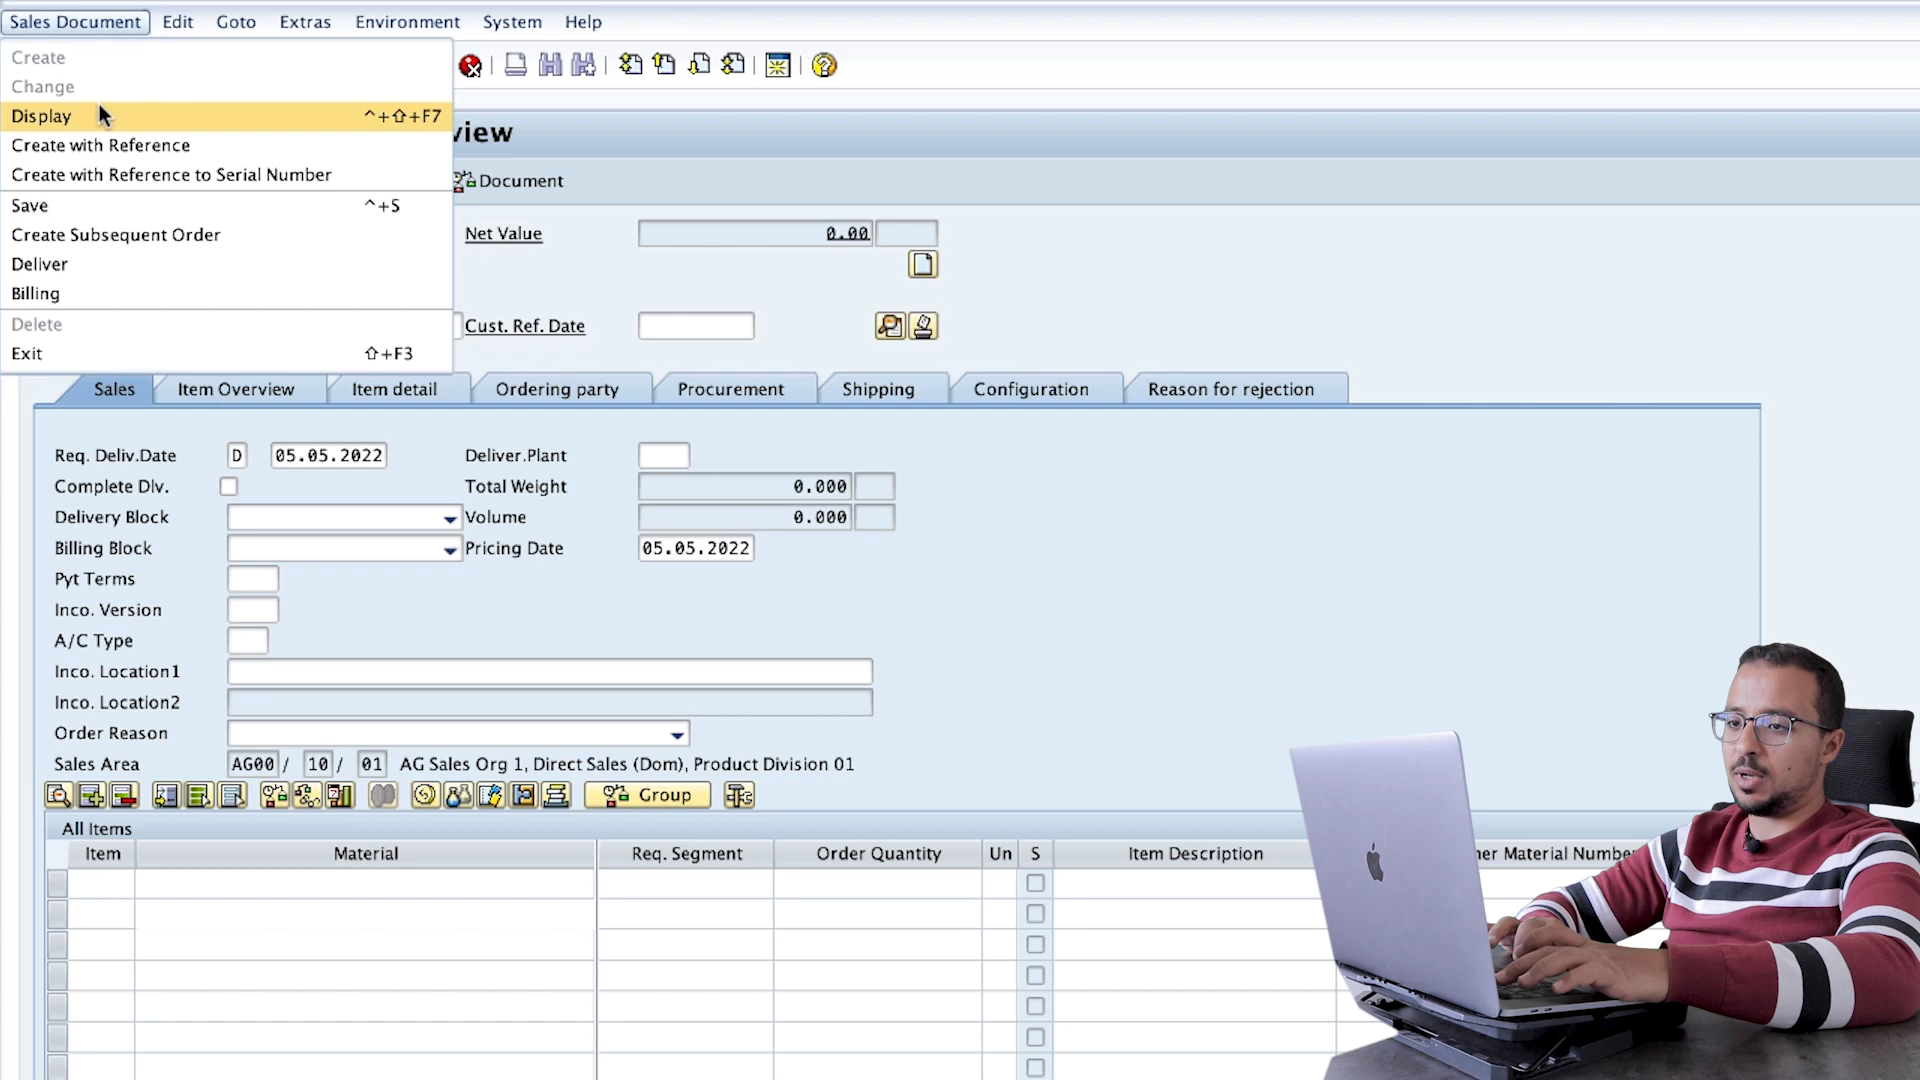 Sales Document Edit Goto Extras Environment System Help
Create
Change
Display ^+⇧+F7
Create with Reference
Create with Reference to Serial Number
Save ^+S
Create Subsequent Order
Deliver
Billing
Delete
Exit ⇧+F3
view
Document
Net Value 0.00
Cust. Ref. Date
Sales Item Overview Item detail Ordering party Procurement Shipping Configuration Reason for rejection
Req. Deliv.Date D 05.05.2022 Deliver.Plant
Complete Dlv. Total Weight 0.000
Delivery Block Volume 0.000
Billing Block Pricing Date 05.05.2022
Pyt Terms
Inco. Version
A/C Type
Inco. Location1
Inco. Location2
Order Reason
Sales Area AG00 / 10 / 01 AG Sales Org 1, Direct Sales (Dom), Product Division 01
Group
All Items
Item Material Req. Segment Order Quantity Un S Item Description Material Number